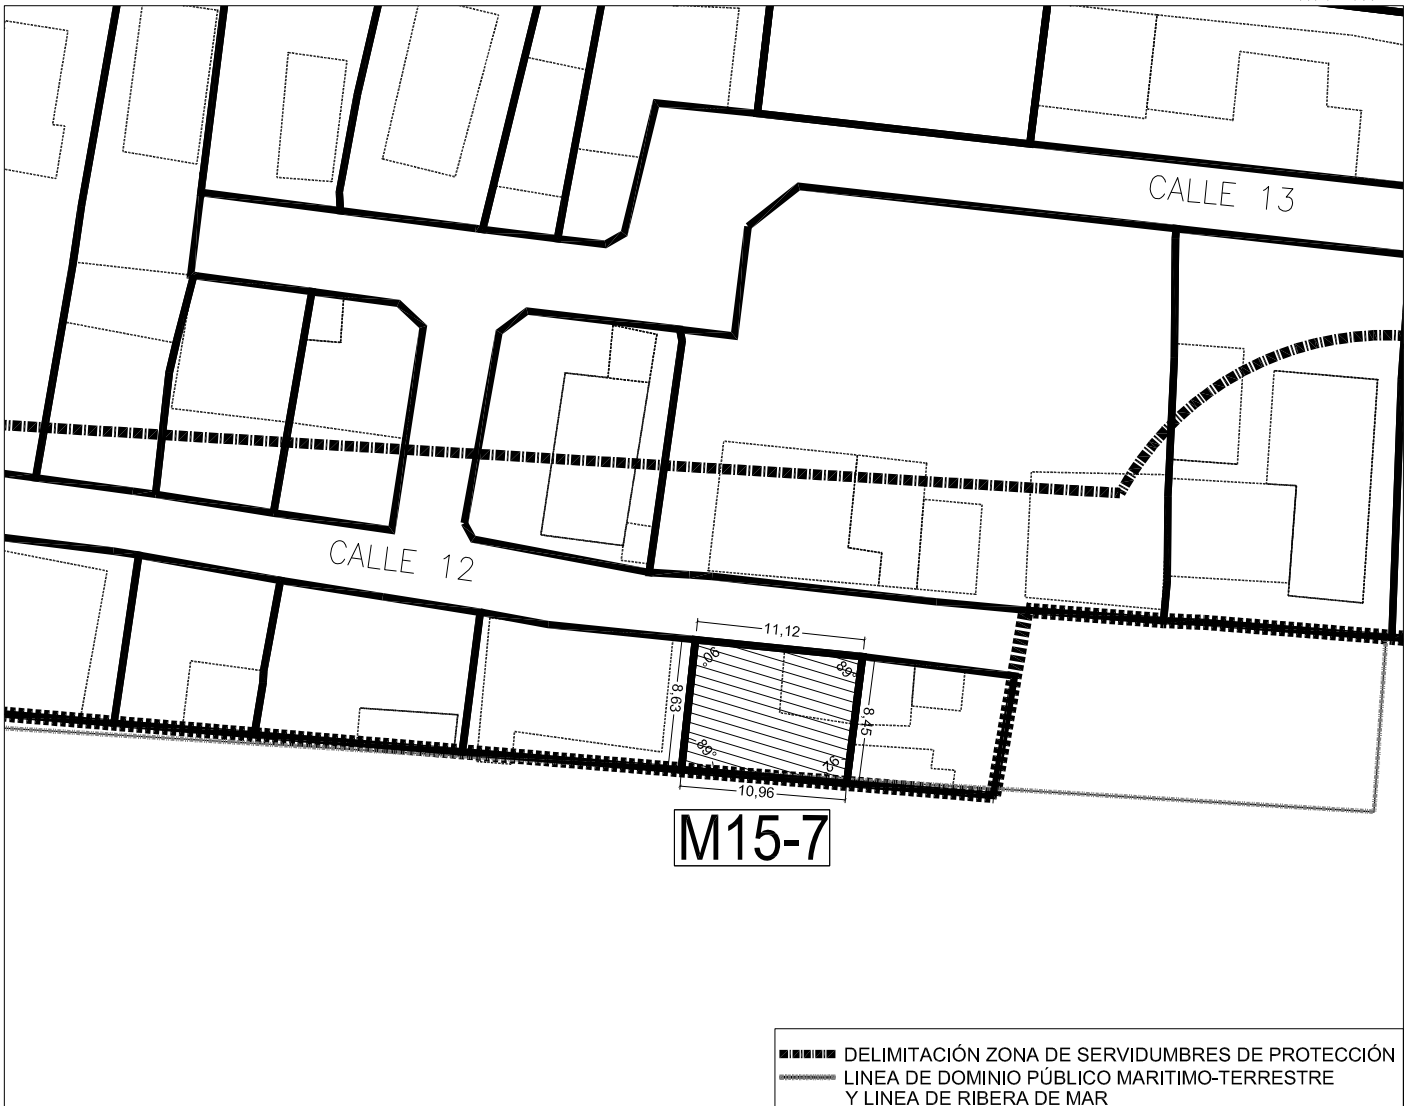 CALLE 13
CALLE 12
11,12
90°
89°
8,63
8,45
89°
92
10,96
M15-7
DELIMITACIÓN ZONA DE SERVIDUMBRES DE PROTECCIÓN
LINEA DE DOMINIO PÚBLICO MARITIMO-TERRESTRE
Y LINEA DE RIBERA DE MAR